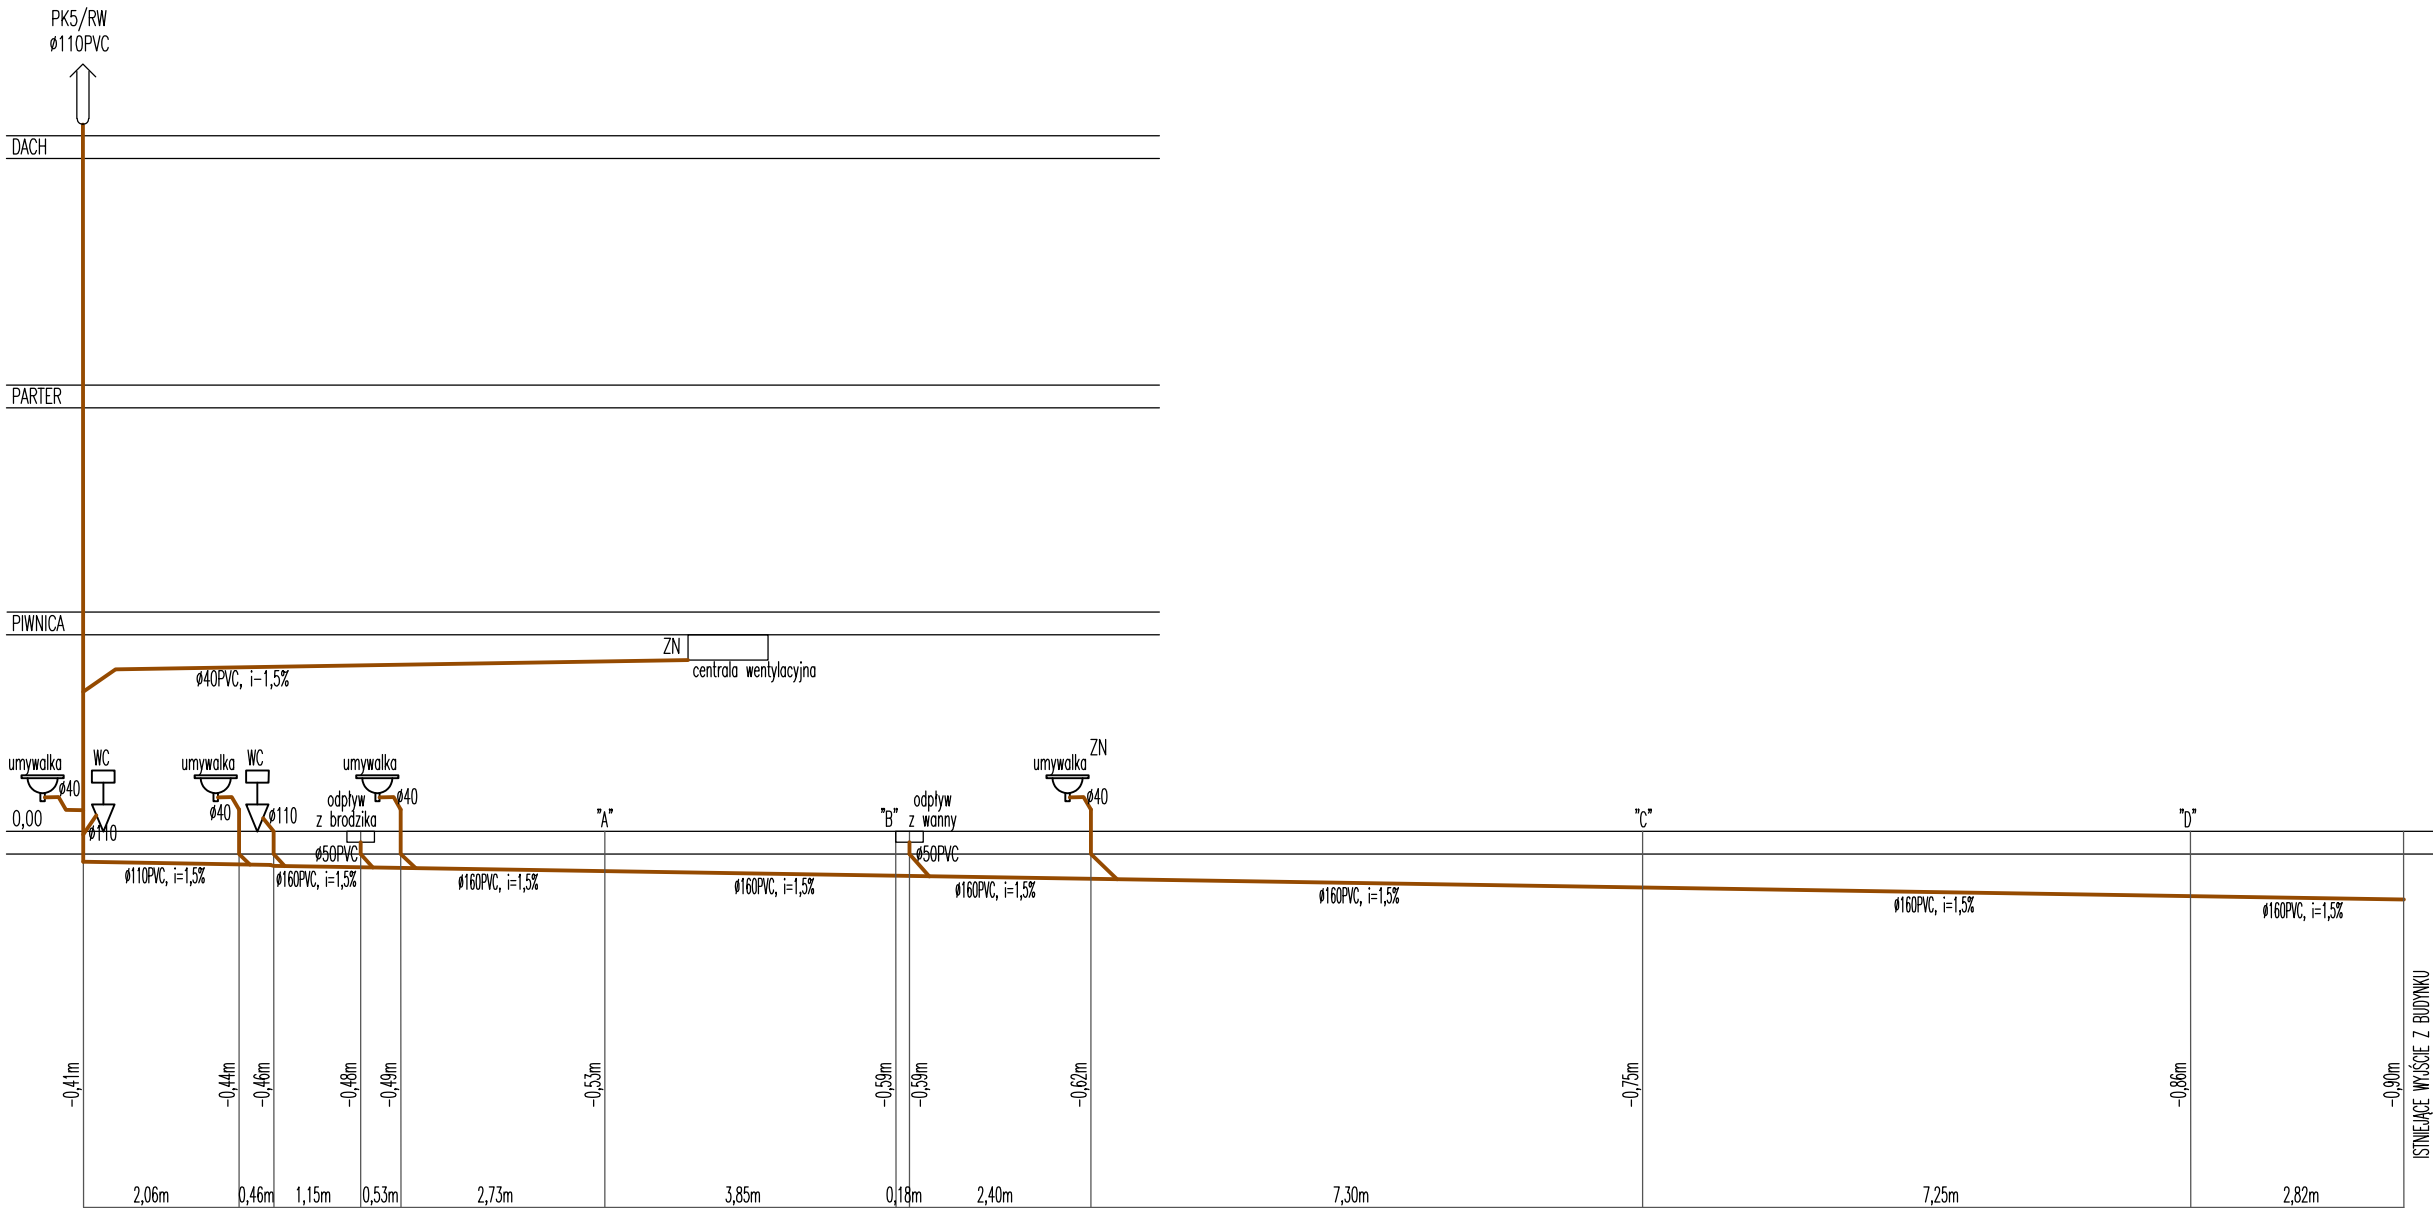 PK5/RW
ø110PVC
DACH
PARTER
PIWNICA
ZN
centrala wentylacyjna
ø40PVC, i-1,5%
umywalka
WC
ø40
ø110
umywalka
WC
ø40
ø110
umywalka
ø40
odpływ
z brodzika
ø50PVC
"A"
"B"
odpływ
z wanny
ø50PVC
umywalka
ZN
ø40
"C"
"D"
0,00
ø110PVC, i=1,5%
ø160PVC, i=1,5%
ø160PVC, i=1,5%
ø160PVC, i=1,5%
ø160PVC, i=1,5%
ø160PVC, i=1,5%
ø160PVC, i=1,5%
ø160PVC, i=1,5%
-0,41m
-0,44m
-0,46m
-0,48m
-0,49m
-0,53m
-0,59m
-0,59m
-0,62m
-0,75m
-0,86m
-0,90m
ISTNIEJĄCE WYJŚCIE Z BUDYNKU
2,06m
0,46m
1,15m
0,53m
2,73m
3,85m
0,18m
2,40m
7,30m
7,25m
2,82m